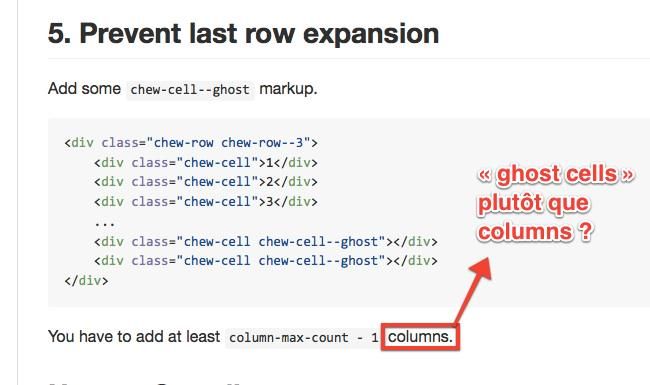 5. Prevent last row expansion
Add some chew-cell--ghost markup.
<div class="chew-row chew-row--3">
<div class="chew-cell">1</div>
<div class="chew-cell">2</div>
<div class="chew-cell">3</div>
...
<div class="chew-cell chew-cell--ghost"></div>
<div class="chew-cell chew-cell--ghost"></div>
</div>
« ghost cells »
plutôt que
columns ?
You have to add at least column-max-count - 1 columns.